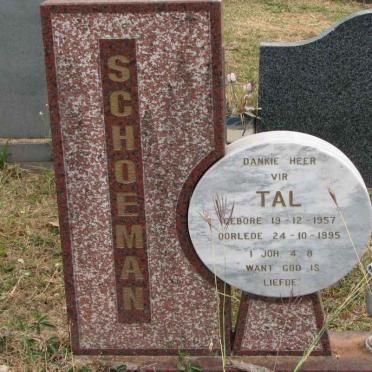 SCHOEMAN
DANKIE HEER
VIR
TAL
GEBORE 19-12-1957
OORLEDE 24-10-1995
1 JOH 4:8
"WANT GOD IS
LIEFDE"